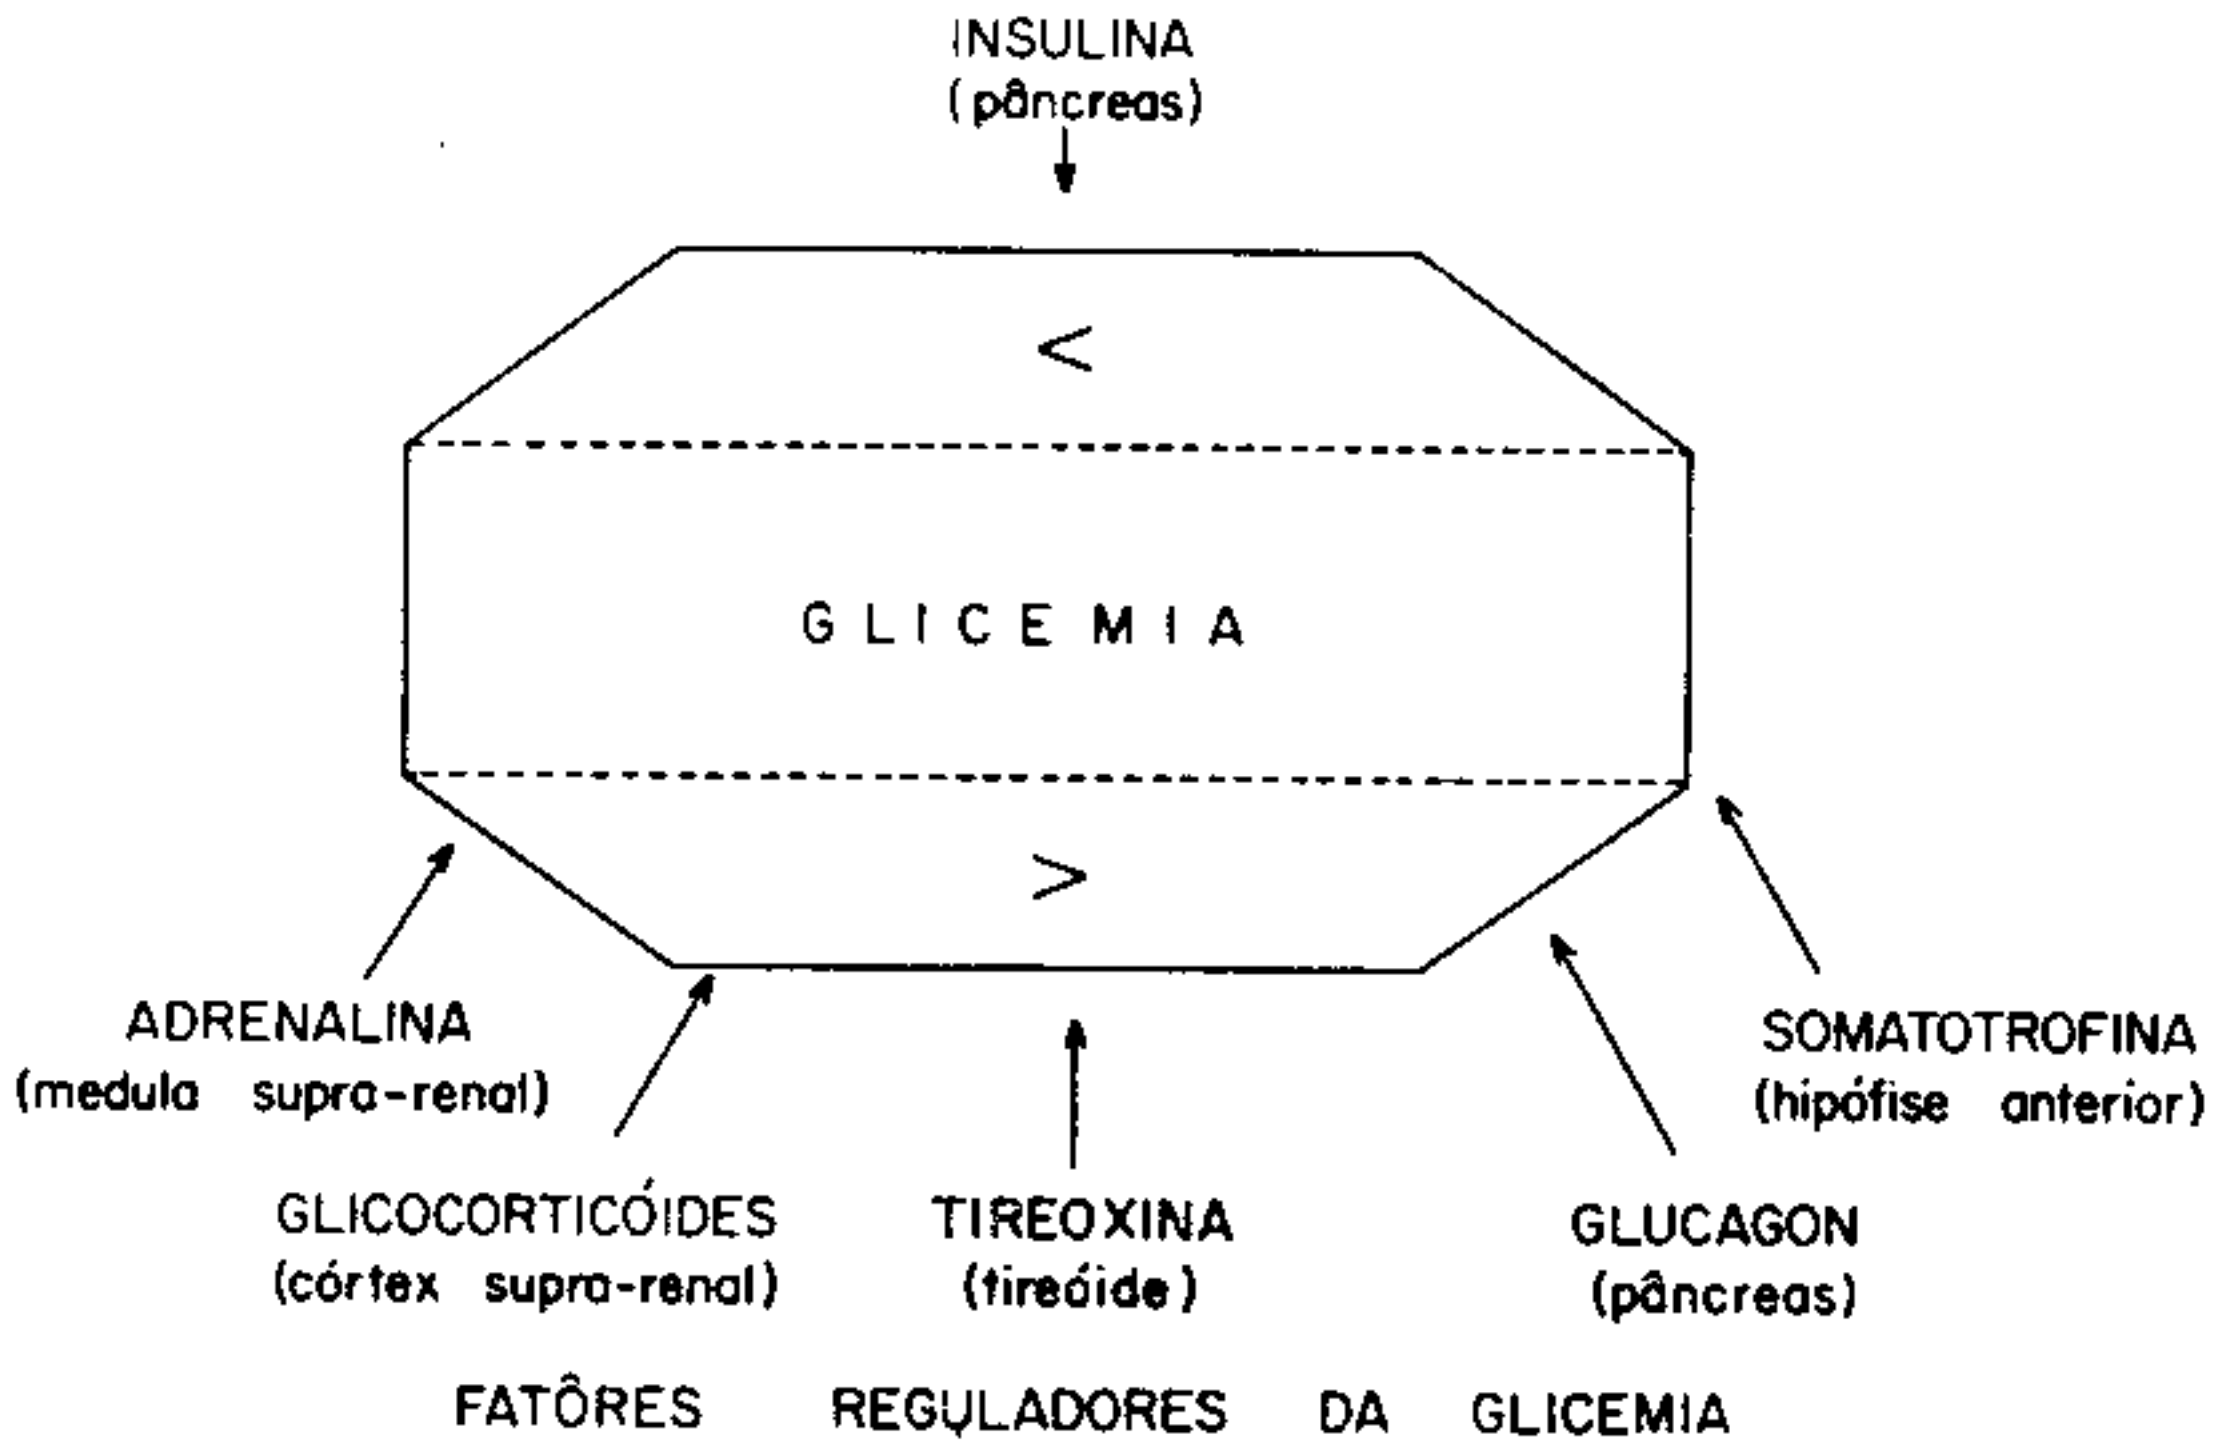 INSULINA
(pâncreas)
<
GLICEMIA
>
ADRENALINA
(medula supra-renal)
GLICOCORTICÓIDES
(córtex supra-renal)
TIREOXINA
(tireóide)
GLUCAGON
(pâncreas)
SOMATOTROFINA
(hipófise anterior)
FATÔRES REGULADORES DA GLICEMIA